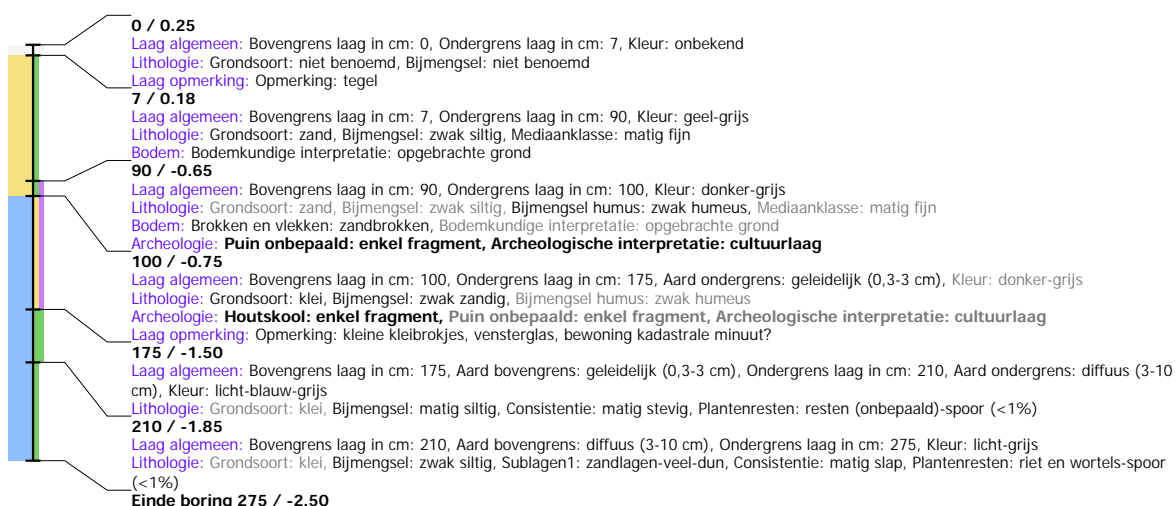 0 / 0.25
Laag algemeen: Bovengrens laag in cm: 0, Ondergrens laag in cm: 7, Kleur: onbekend
Lithologie: Grondsoort: niet benoemd, Bijmengsel: niet benoemd
Laag opmerking: Opmerking: tegel
7 / 0.18
Laag algemeen: Bovengrens laag in cm: 7, Ondergrens laag in cm: 90, Kleur: geel-grijs
Lithologie: Grondsoort: zand, Bijmengsel: zwak siltig, Mediaanklasse: matig fijn
Bodem: Bodemkundige interpretatie: opgebrachte grond
90 / -0.65
Laag algemeen: Bovengrens laag in cm: 90, Ondergrens laag in cm: 100, Kleur: donker-grijs
Lithologie: Grondsoort: zand, Bijmengsel: zwak siltig, Bijmengsel humus: zwak humeus, Mediaanklasse: matig fijn
Bodem: Brokken en vlekken: zandbrokken, Bodemkundige interpretatie: opgebrachte grond
Archeologie: Puin onbepaald: enkel fragment, Archeologische interpretatie: cultuurlaag
100 / -0.75
Laag algemeen: Bovengrens laag in cm: 100, Ondergrens laag in cm: 175, Aard ondergrens: geleidelijk (0,3-3 cm), Kleur: donker-grijs
Lithologie: Grondsoort: klei, Bijmengsel: zwak zandig, Bijmengsel humus: zwak humeus
Archeologie: Houtskool: enkel fragment, Puin onbepaald: enkel fragment, Archeologische interpretatie: cultuurlaag
Laag opmerking: Opmerking: kleine kleibrokjes, vensterglas, bewoning kadastrale minuut?
175 / -1.50
Laag algemeen: Bovengrens laag in cm: 175, Aard bovengrens: geleidelijk (0,3-3 cm), Ondergrens laag in cm: 210, Aard ondergrens: diffuus (3-10
cm), Kleur: licht-blauw-grijs
Lithologie: Grondsoort: klei, Bijmengsel: matig siltig, Consistentie: matig stevig, Plantenresten: resten (onbepaald)-spoor (<1%)
210 / -1.85
Laag algemeen: Bovengrens laag in cm: 210, Aard bovengrens: diffuus (3-10 cm), Ondergrens laag in cm: 275, Kleur: licht-grijs
Lithologie: Grondsoort: klei, Bijmengsel: zwak siltig, Sublagen1: zandlagen-veel-dun, Consistentie: matig slap, Plantenresten: riet en wortels-spoor
(<1%)
Einde boring 275 / -2.50